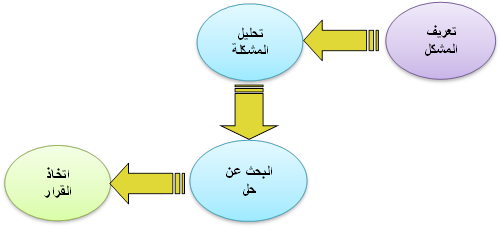 تعريف
المشكل
تحليل
المشكلة
البحث عن
حل
اتخاذ
القرار